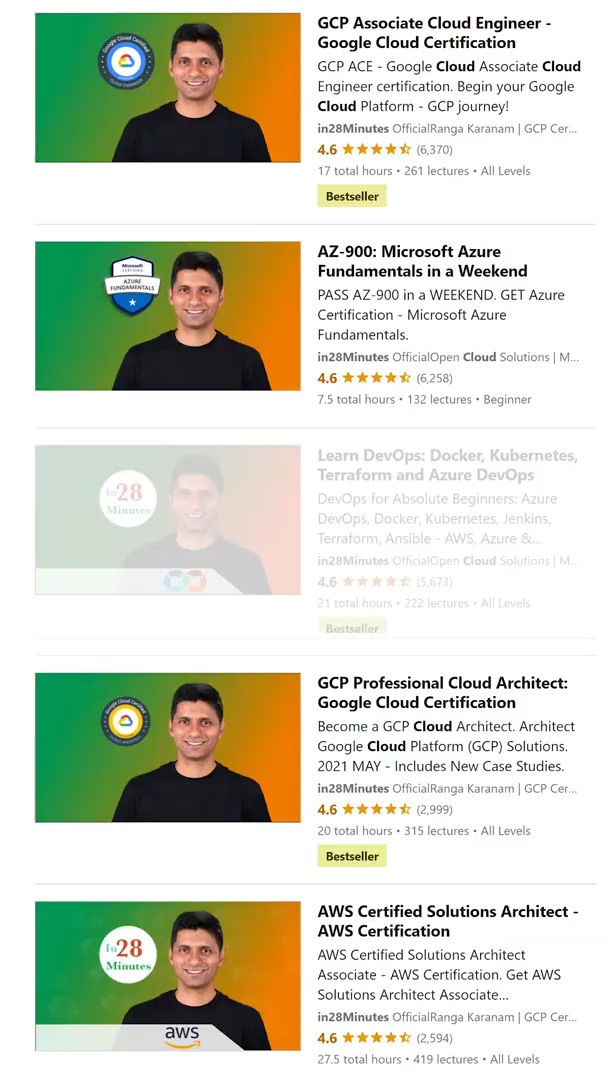 GCP Associate Cloud Engineer -
Google Cloud Certification
GCP ACE - Google Cloud Associate Cloud
Engineer certification. Begin your Google
Cloud Platform - GCP journey!
in28Minutes OfficialRanga Karanam | GCP Cer...
4.6 (6,370)
17 total hours • 261 lectures • All Levels
Bestseller
Microsoft
CERTIFIED
AZURE
FUNDAMENTALS
AZ-900: Microsoft Azure
Fundamentals in a Weekend
PASS AZ-900 in a WEEKEND. GET Azure
Certification - Microsoft Azure
Fundamentals.
in28Minutes OfficialOpen Cloud Solutions | M...
4.6 (6,258)
7.5 total hours • 132 lectures • Beginner
In28
Minutes
Learn DevOps: Docker, Kubernetes,
Terraform and Azure DevOps
DevOps for Absolute Beginners: Azure
DevOps, Docker, Kubernetes, Jenkins,
Terraform, Ansible - AWS, Azure &...
in28Minutes OfficialOpen Cloud Solutions | M...
4.6 (5,673)
21 total hours • 222 lectures • All Levels
Bestseller
Google Cloud Certified
GCP Professional Cloud Architect:
Google Cloud Certification
Become a GCP Cloud Architect. Architect
Google Cloud Platform (GCP) Solutions.
2021 MAY - Includes New Case Studies.
in28Minutes OfficialRanga Karanam | GCP Cer...
4.6 (2,999)
20 total hours • 315 lectures • All Levels
Bestseller
In28
Minutes
aws
AWS Certified Solutions Architect -
AWS Certification
AWS Certified Solutions Architect
Associate - AWS Certification. Get AWS
Solutions Architect Associate...
in28Minutes OfficialRanga Karanam | GCP Cer...
4.6 (2,594)
27.5 total hours • 419 lectures • All Levels